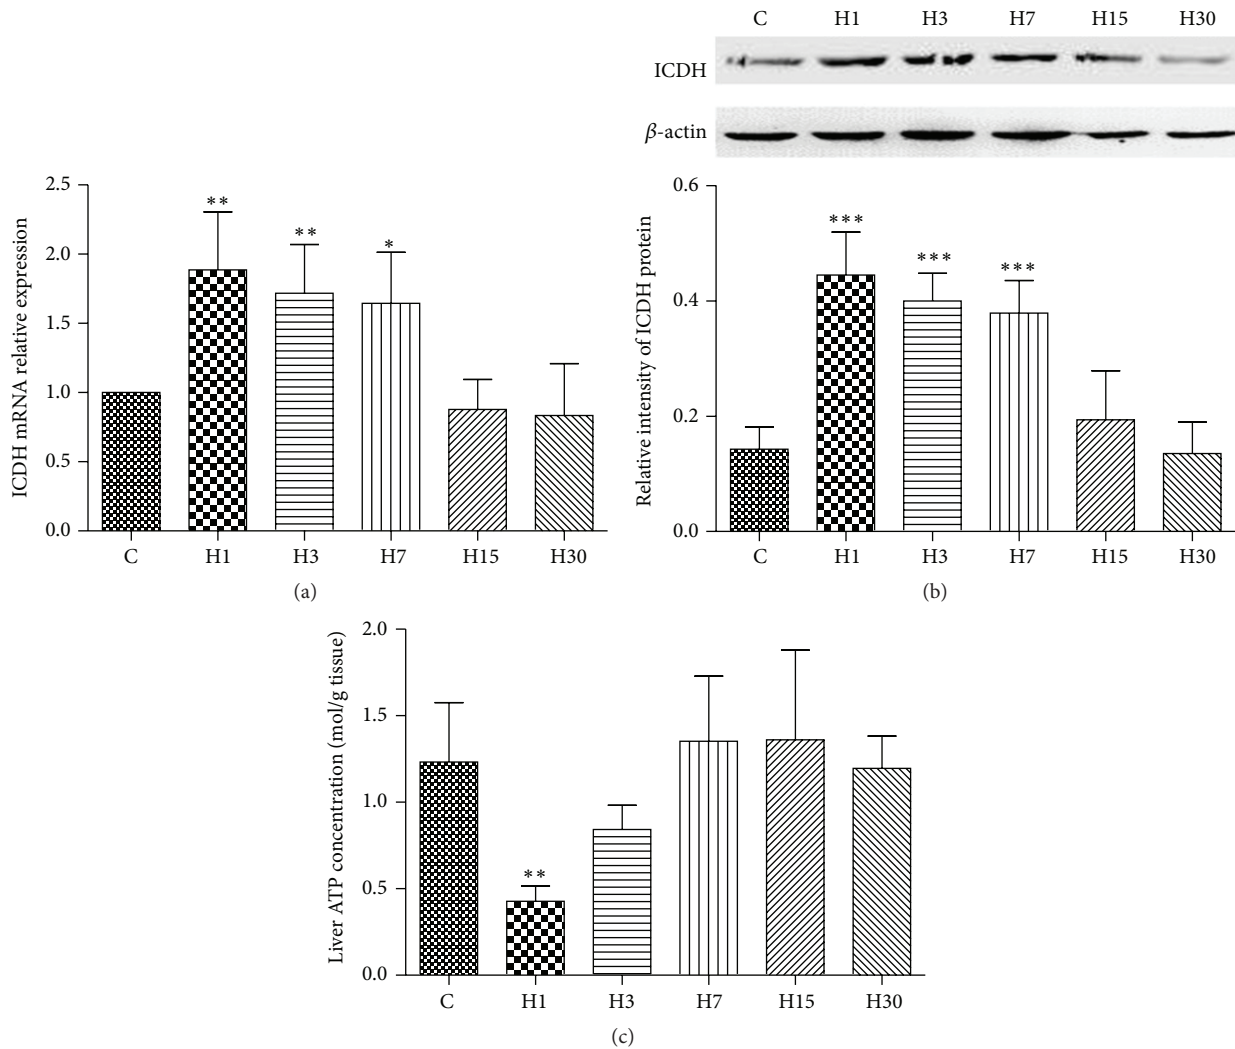 C H1 H3 H7 H15 H30
ICDH
β-actin
ICDH mRNA relative expression
2.5
2.0
1.5
1.0
0.5
0.0
** ** *
C H1 H3 H7 H15 H30
(a)
Relative intensity of ICDH protein
0.6
0.4
0.2
0.0
*** *** ***
C H1 H3 H7 H15 H30
(b)
Liver ATP concentration (mol/g tissue)
2.0
1.5
1.0
0.5
0.0
**
C H1 H3 H7 H15 H30
(c)